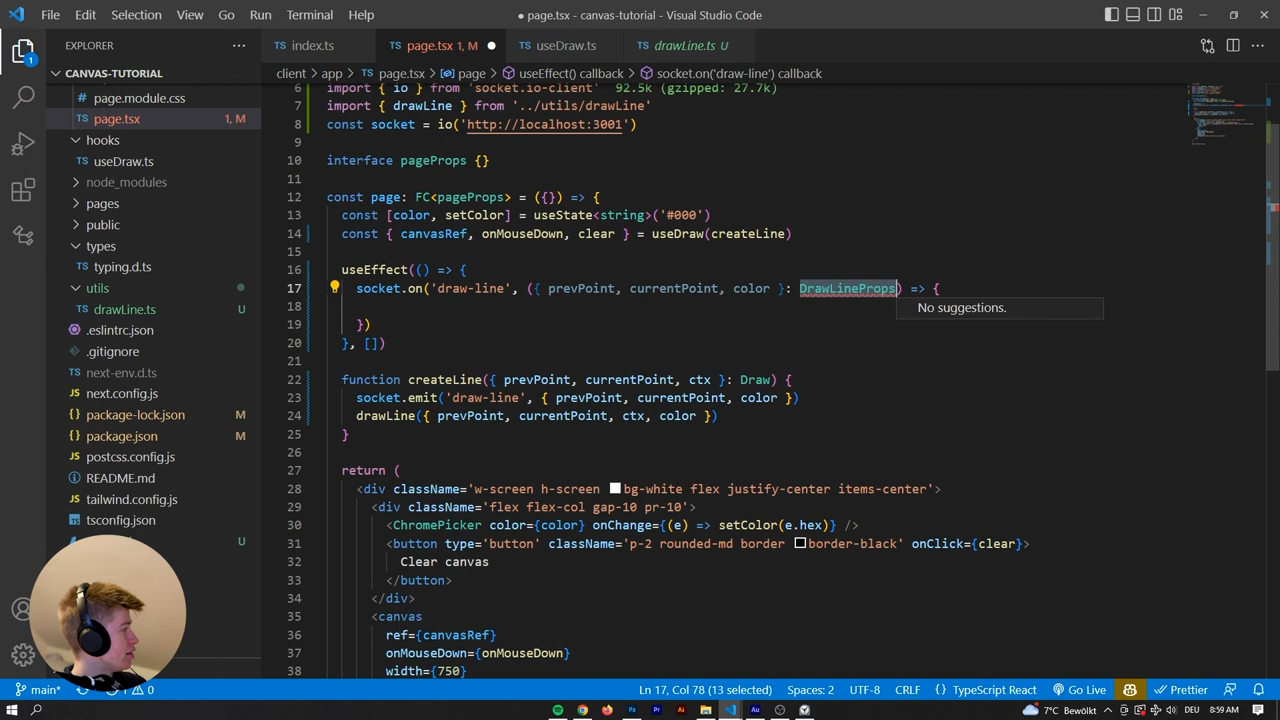 File Edit Selection View Go Run Terminal Help
● page.tsx - canvas-tutorial - Visual Studio Code
EXPLORER
index.ts
page.tsx 1, M
useDraw.ts
drawLine.ts U
client > app > page.tsx > page > useEffect() callback > socket.on('draw-line') callback
CANVAS-TUTORIAL
page.module.css
page.tsx 1, M
hooks
useDraw.ts
node_modules
pages
public
types
typing.d.ts
utils
drawLine.ts U
.eslintrc.json
.gitignore
next-env.d.ts
next.config.js
package-lock.json M
package.json M
postcss.config.js
README.md
tailwind.config.js
tsconfig.json
U
6 import { io } from 'socket.io-client' 92.5k (gzipped: 27.7k)
7 import { drawLine } from '../utils/drawLine'
8 const socket = io('http://localhost:3001')
9
10 interface pageProps {}
11
12 const page: FC<pageProps> = ({}) => {
13 const [color, setColor] = useState<string>('#000')
14 const { canvasRef, onMouseDown, clear } = useDraw(createLine)
15
16 useEffect(() => {
17 socket.on('draw-line', ({ prevPoint, currentPoint, color }: DrawLineProps) => {
No suggestions.
18
19 })
20 }, [])
21
22 function createLine({ prevPoint, currentPoint, ctx }: Draw) {
23 socket.emit('draw-line', { prevPoint, currentPoint, color })
24 drawLine({ prevPoint, currentPoint, ctx, color })
25 }
26
27 return (
28 <div className='w-screen h-screen bg-white flex justify-center items-center'>
29 <div className='flex flex-col gap-10 pr-10'>
30 <ChromePicker color={color} onChange={(e) => setColor(e.hex)} />
31 <button type='button' className='p-2 rounded-md border border-black' onClick={clear}>
32 Clear canvas
33 </button>
34 </div>
35 <canvas
36 ref={canvasRef}
37 onMouseDown={onMouseDown}
38 width={750}
main* 1 0 Ln 17, Col 78 (13 selected) Spaces: 2 UTF-8 CRLF {} TypeScript React Go Live Prettier
7°C Bewölkt DEU 8:59 AM